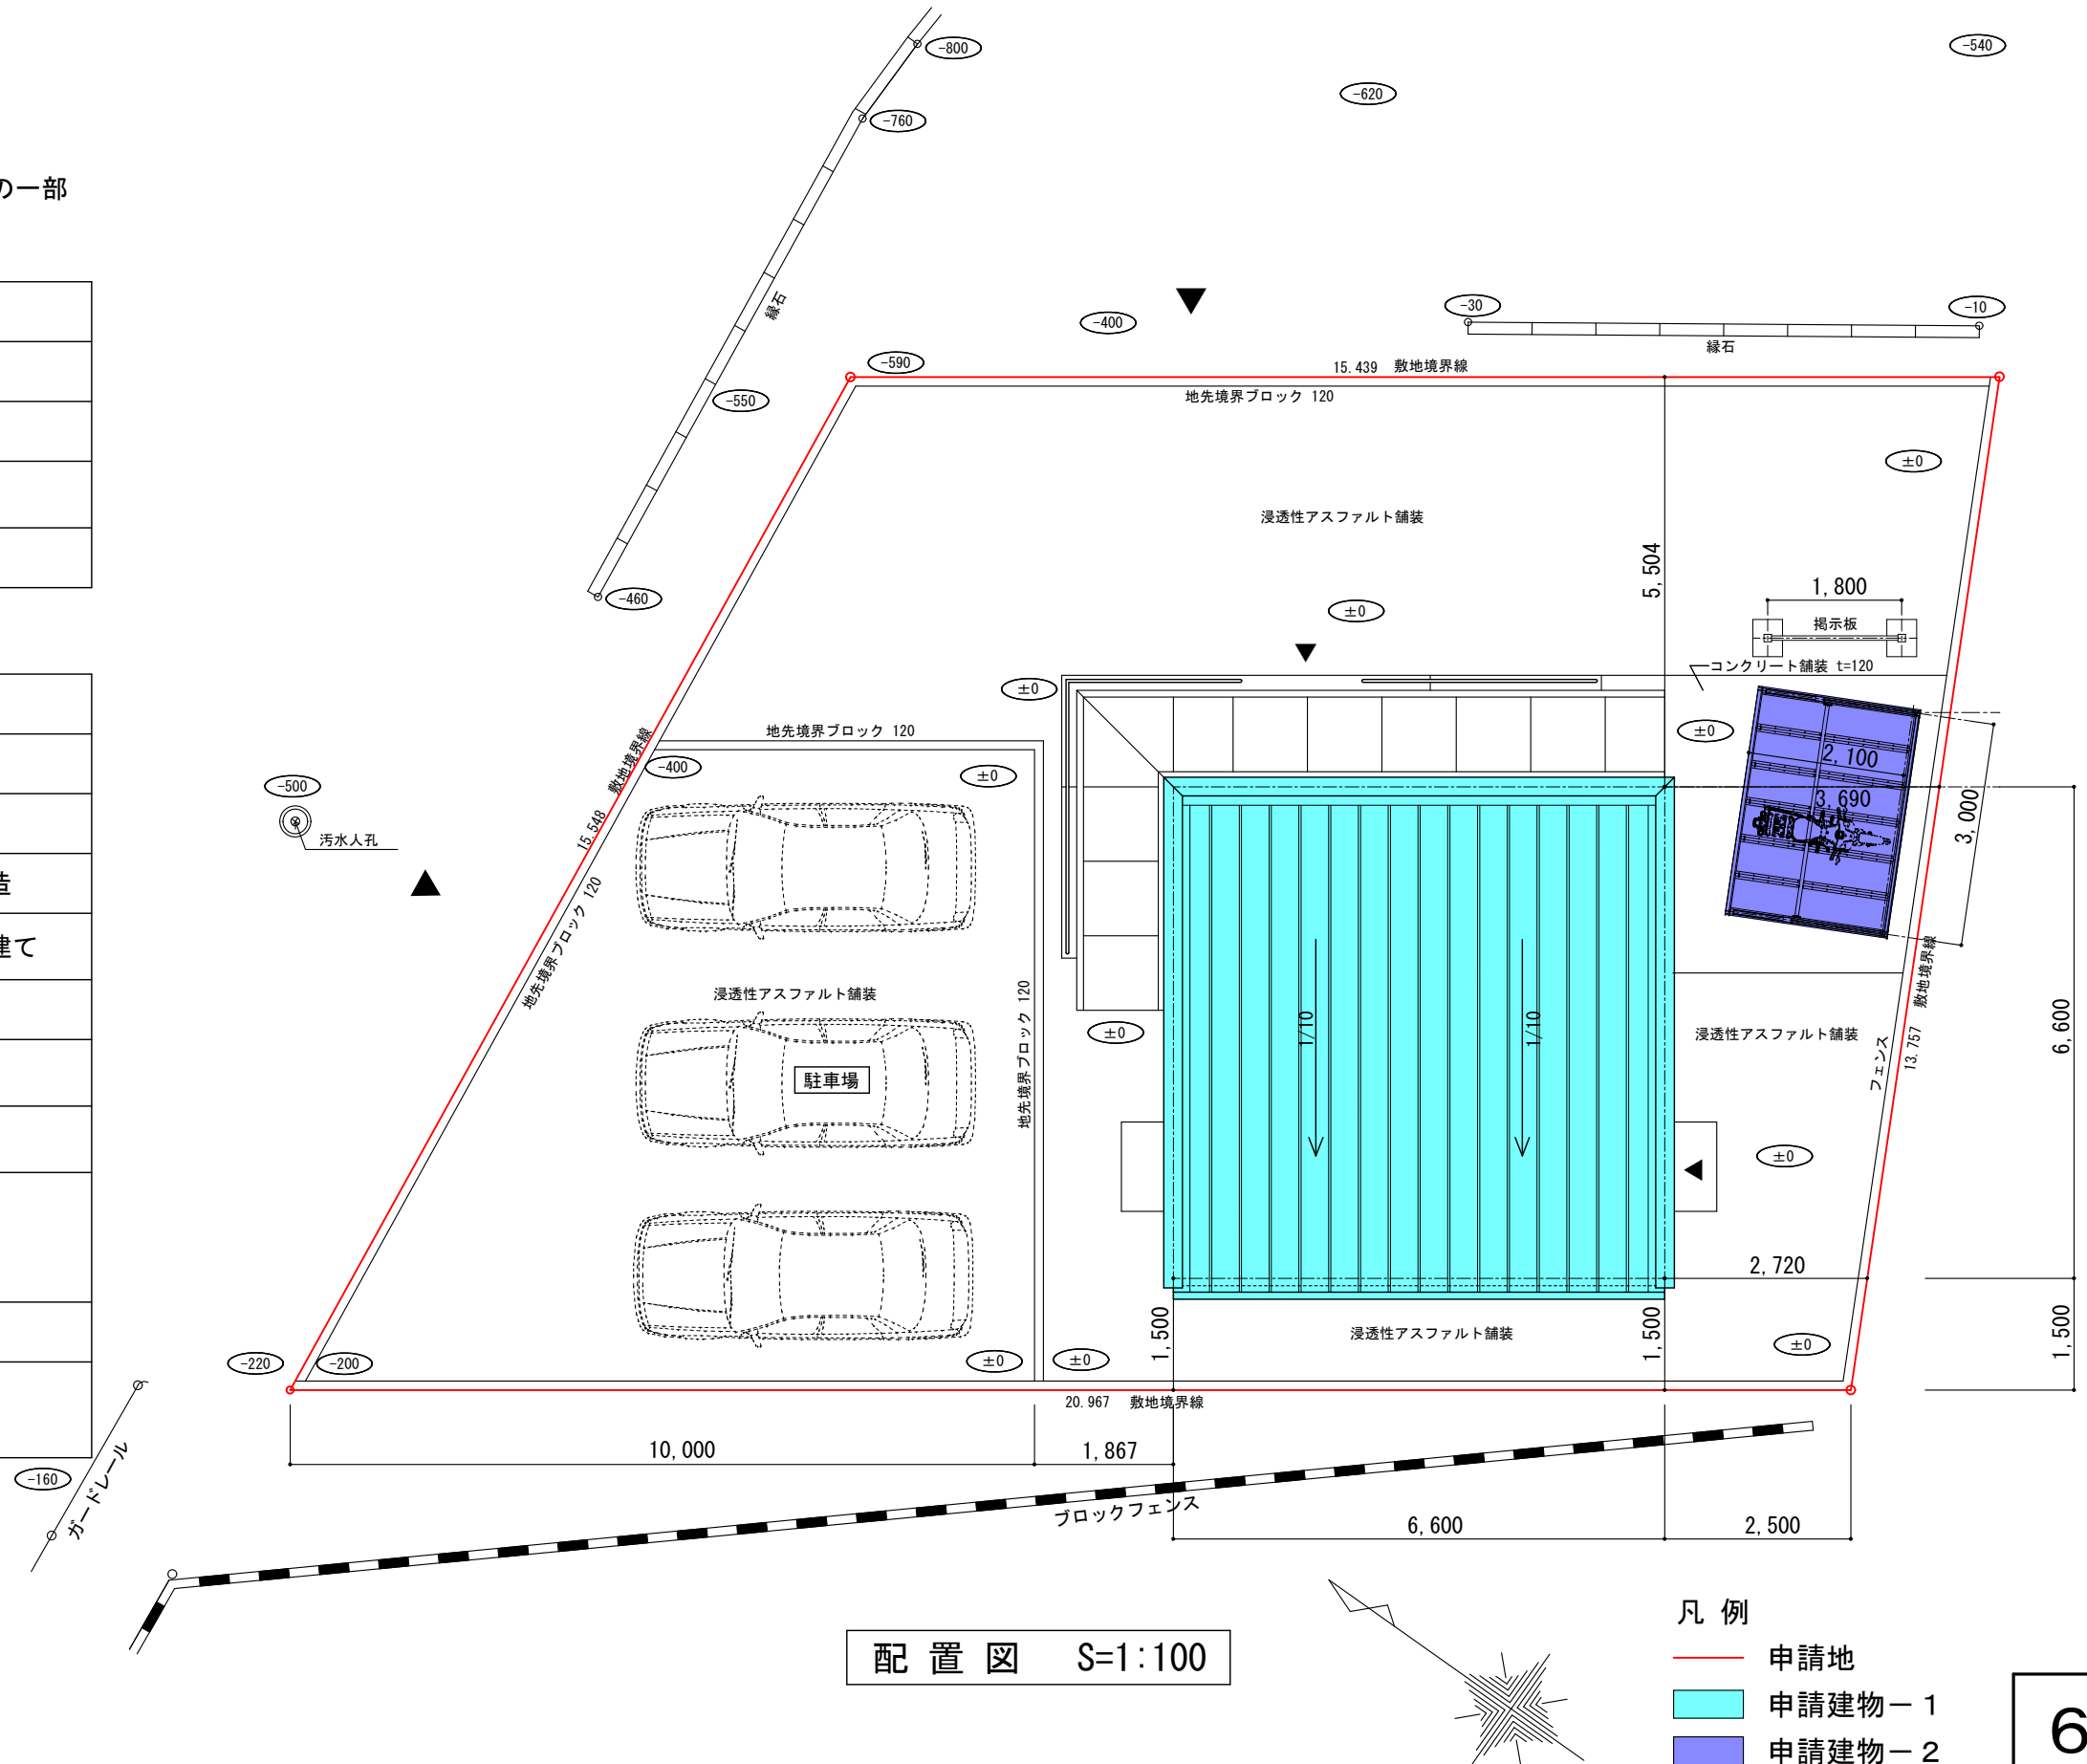 -800
-540
-620
-760
の一部
-30
-10
-400
縁石
縁石
-590
15.439 敷地境界線
-550
地先境界ブロック 120
±0
浸透性アスファルト舗装
5,504
1,800
-460
±0
掲示板
コンクリート舗装 t=120
±0
±0
地先境界ブロック 120
敷地境界線
15.548
-400
±0
2,100
-500
3,690
3,000
汚水人孔
造
地先境界ブロック 120
建て
浸透性アスファルト舗装
地先境界ブロック 120
±0
1/10
1/10
敷地境界線
13.757
浸透性アスファルト舗装
フェンス
6,600
駐車場
±0
2,720
1,500
1,500
1,500
浸透性アスファルト舗装
±0
-220
-200
±0
±0
20.967 敷地境界線
10,000
1,867
-160
ガードレール
ブロックフェンス
6,600
2,500
配置図 S=1:100
凡 例
申請地
申請建物－1
申請建物－2
6